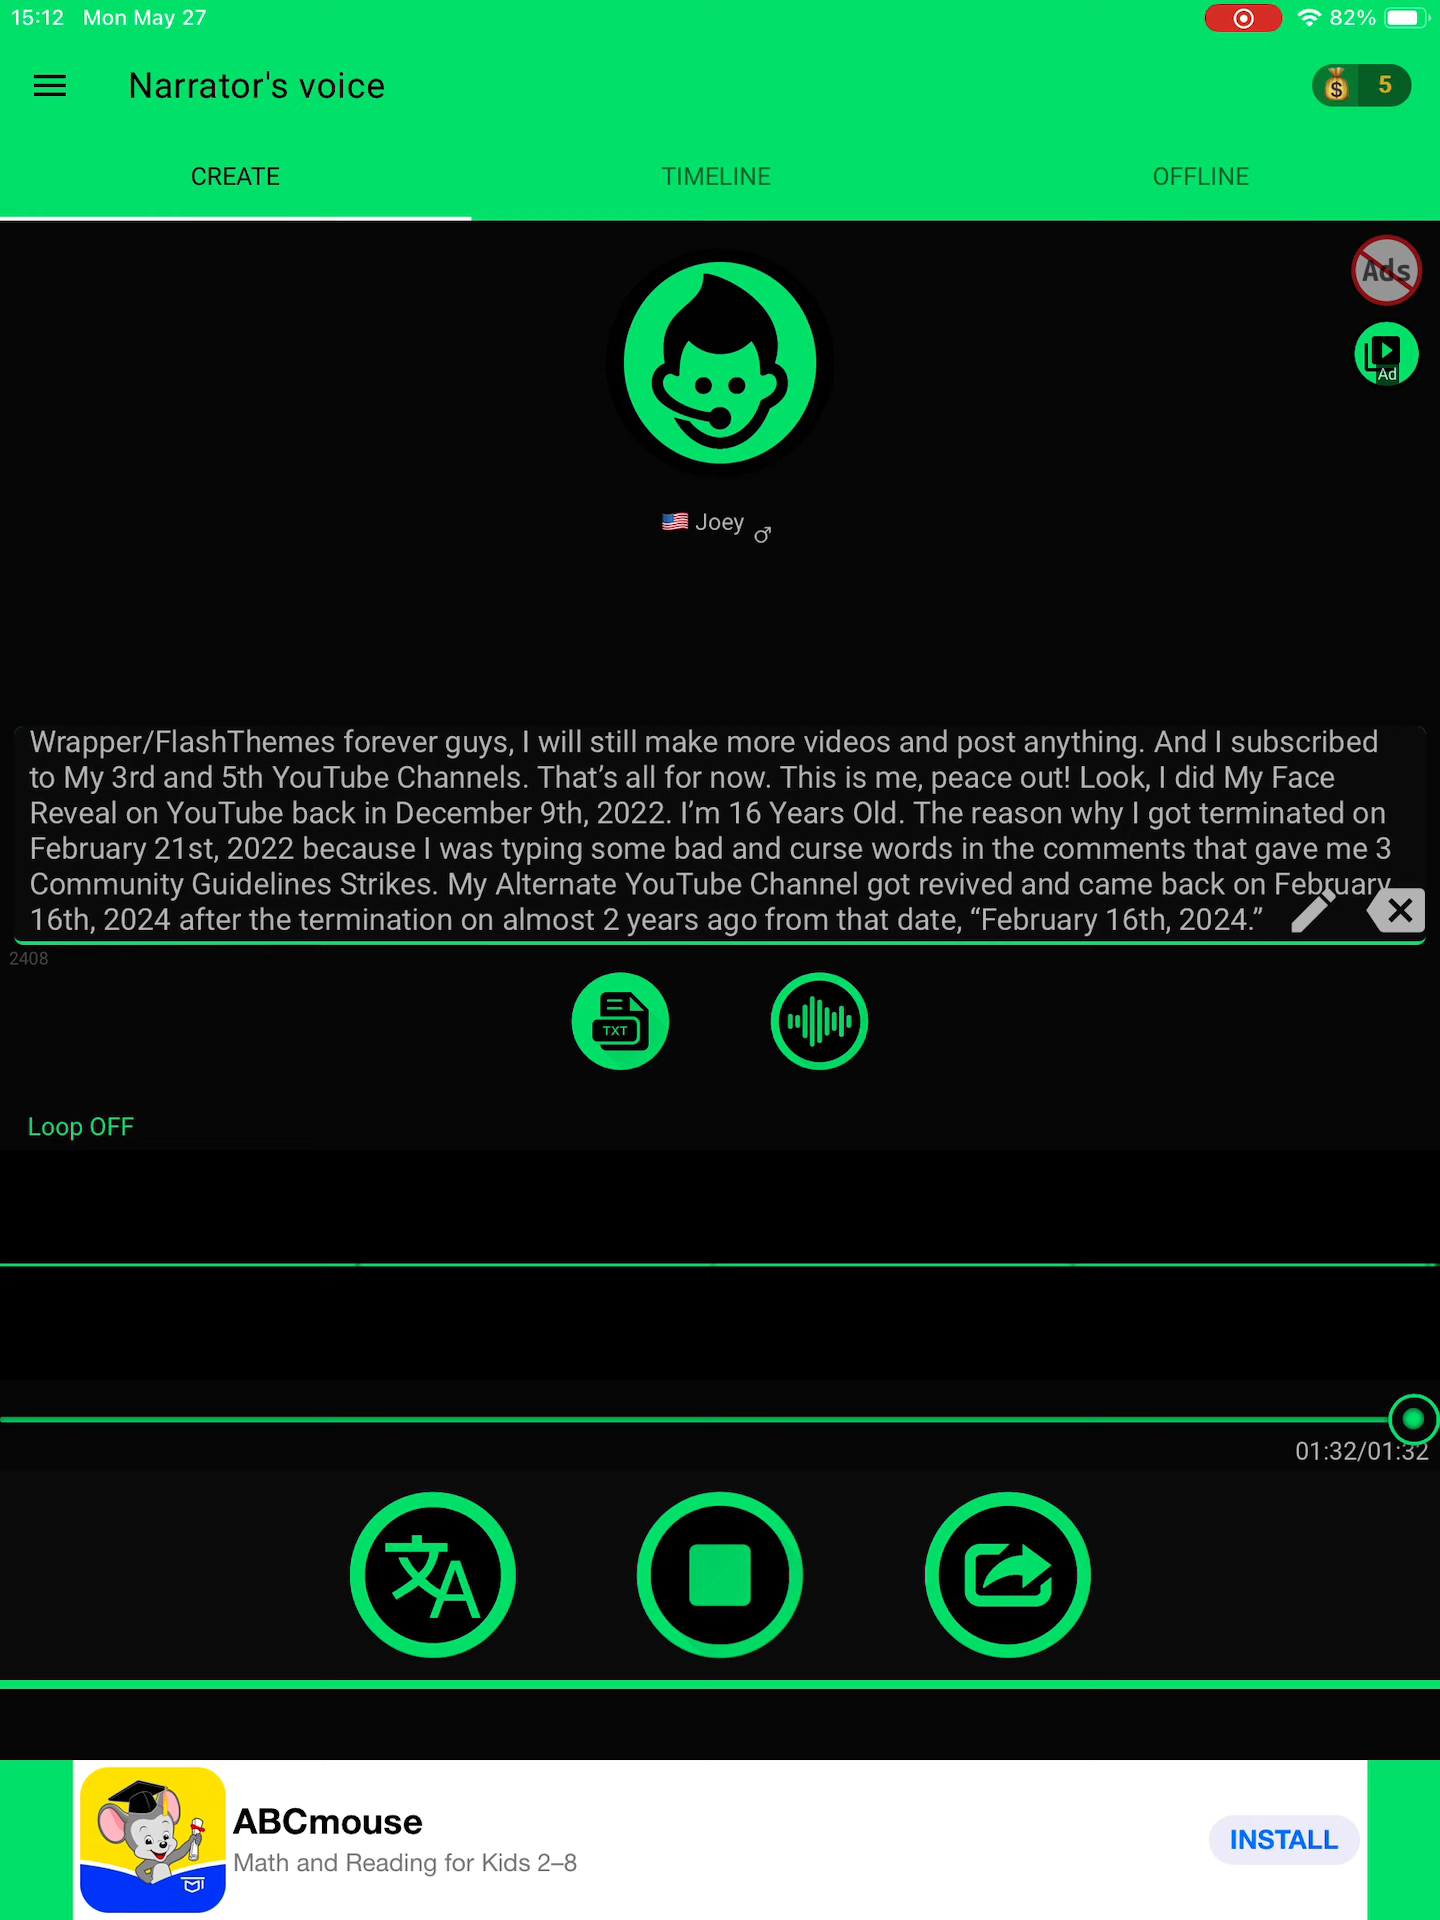 15:12 Mon May 27
82%
Narrator's voice
5
CREATE
TIMELINE
OFFLINE
Ads
Ad
Joey
Wrapper/FlashThemes forever guys, I will still make more videos and post anything. And I subscribed
to My 3rd and 5th YouTube Channels. That’s all for now. This is me, peace out! Look, I did My Face
Reveal on YouTube back in December 9th, 2022. I’m 16 Years Old. The reason why I got terminated on
February 21st, 2022 because I was typing some bad and curse words in the comments that gave me 3
Community Guidelines Strikes. My Alternate YouTube Channel got revived and came back on February
16th, 2024 after the termination on almost 2 years ago from that date, “February 16th, 2024.”
2408
TXT
Loop OFF
01:32/01:32
文A
ABCmouse
Math and Reading for Kids 2–8
INSTALL